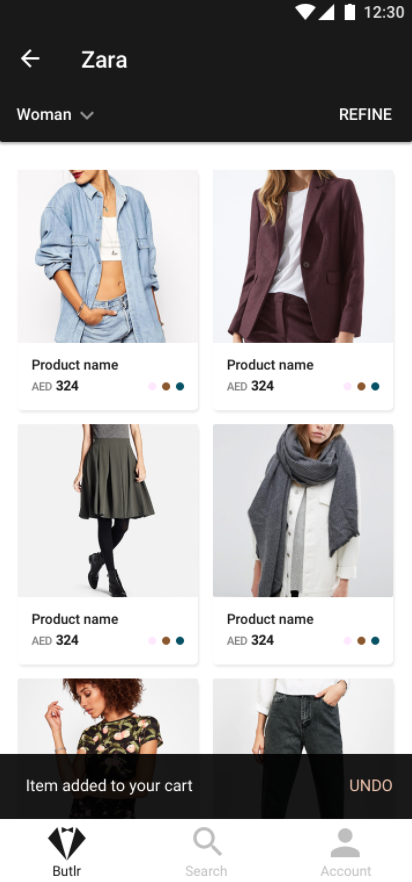 12:30
Zara
Woman REFINE
Product name Product name
AED 324 AED 324
Product name Product name
AED 324 AED 324
Item added to your cart UNDO
Butlr Search Account